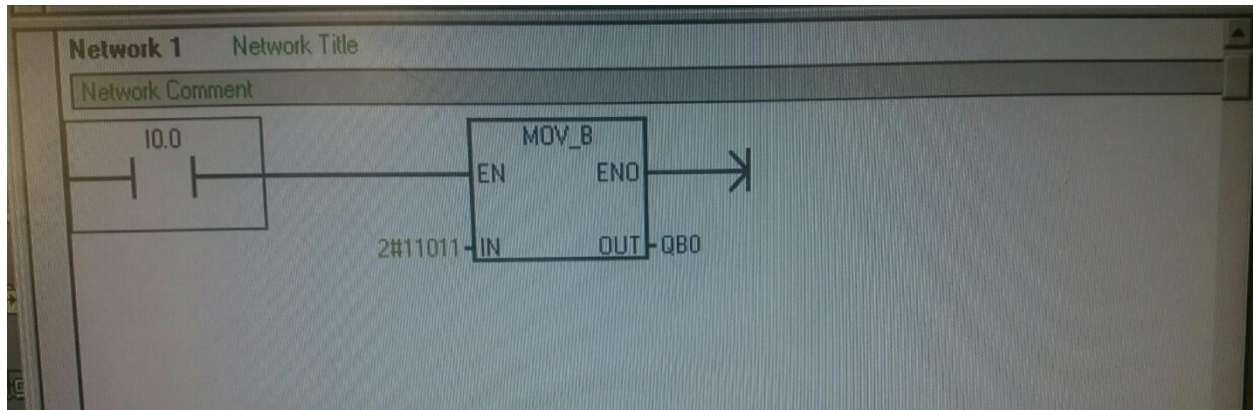 Network 1 Network Title
Network Comment
I0.0
MOV_B
EN ENO
2#11011 IN OUT QB0